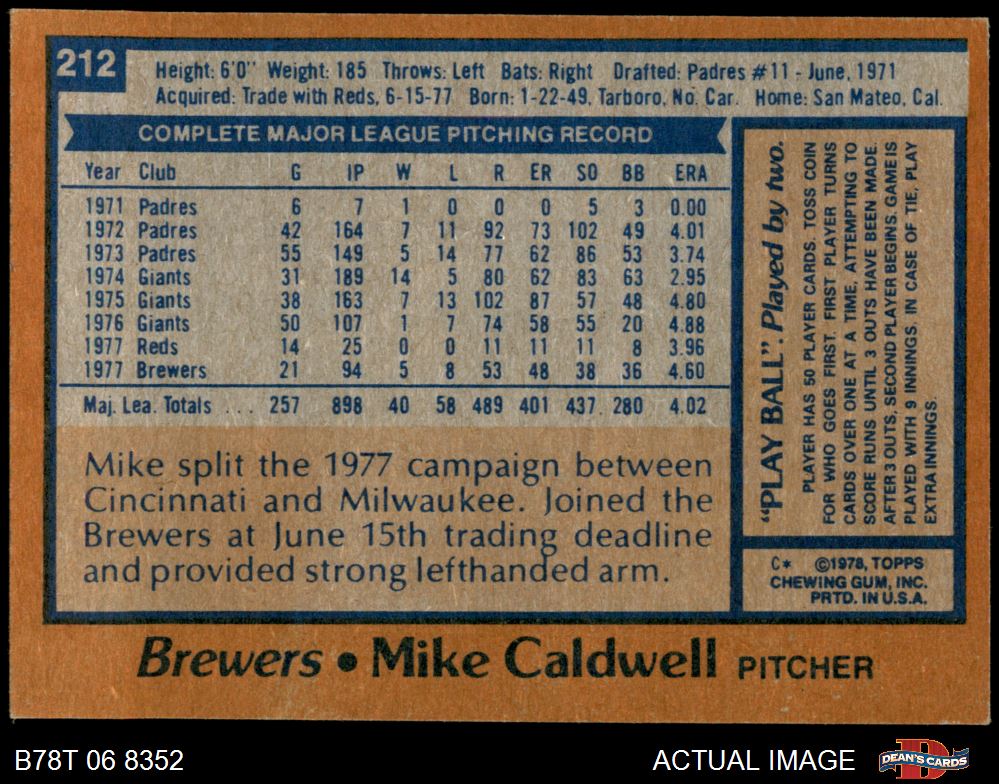 212
Height: 6'0" Weight: 185 Throws: Left Bats: Right Drafted: Padres #11 - June, 1971
Acquired: Trade with Reds, 6-15-77 Born: 1-22-49, Tarboro, No. Car. Home: San Mateo, Cal.
COMPLETE MAJOR LEAGUE PITCHING RECORD
Year Club G IP W L R ER SO BB ERA
1971 Padres 6 7 1 0 0 0 5 3 0.00
1972 Padres 42 164 7 11 92 73 102 49 4.01
1973 Padres 55 149 5 14 77 62 86 53 3.74
1974 Giants 31 189 14 5 80 62 83 63 2.95
1975 Giants 38 163 7 13 102 87 57 48 4.80
1976 Giants 50 107 1 7 74 58 55 20 4.88
1977 Reds 14 25 0 0 11 11 11 8 3.96
1977 Brewers 21 94 5 8 53 48 38 36 4.60
Maj. Lea. Totals .... 257 898 40 58 489 401 437 280 4.02
Mike split the 1977 campaign between
Cincinnati and Milwaukee. Joined the
Brewers at June 15th trading deadline
and provided strong lefthanded arm.
"PLAY BALL". Played by two.
PLAYER HAS 50 PLAYER CARDS. TOSS COIN
FOR WHO GOES FIRST. FIRST PLAYER TURNS
CARDS OVER ONE AT A TIME, ATTEMPTING TO
SCORE RUNS UNTIL 3 OUTS HAVE BEEN MADE.
AFTER 3 OUTS, SECOND PLAYER BEGINS. GAME IS
PLAYED WITH 9 INNINGS. IN CASE OF TIE, PLAY
EXTRA INNINGS.
C* ©1978, TOPPS
CHEWING GUM, INC.
PRTD. IN U.S.A.
Brewers • Mike Caldwell PITCHER
B78T 06 8352
ACTUAL IMAGE
DEAN'S CARDS